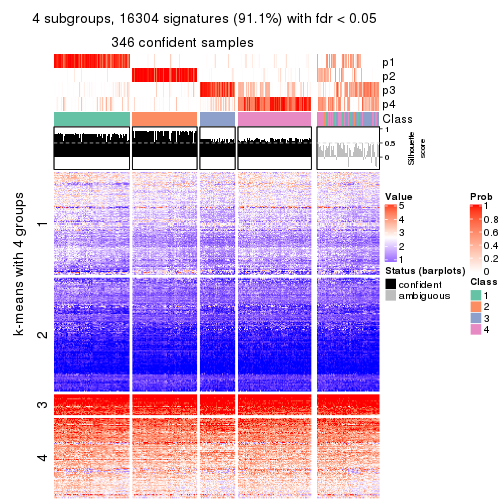 4 subgroups, 16304 signatures (91.1%) with fdr < 0.05
346 confident samples
p1
p2
p3
p4
Class
1
0.5
0
Silhouette
score
k-means with 4 groups
1
2
3
4
Value
5
4
3
2
1
Prob
1
0.8
0.6
0.4
0.2
0
Status (barplots)
confident
ambiguous
Class
1
2
3
4